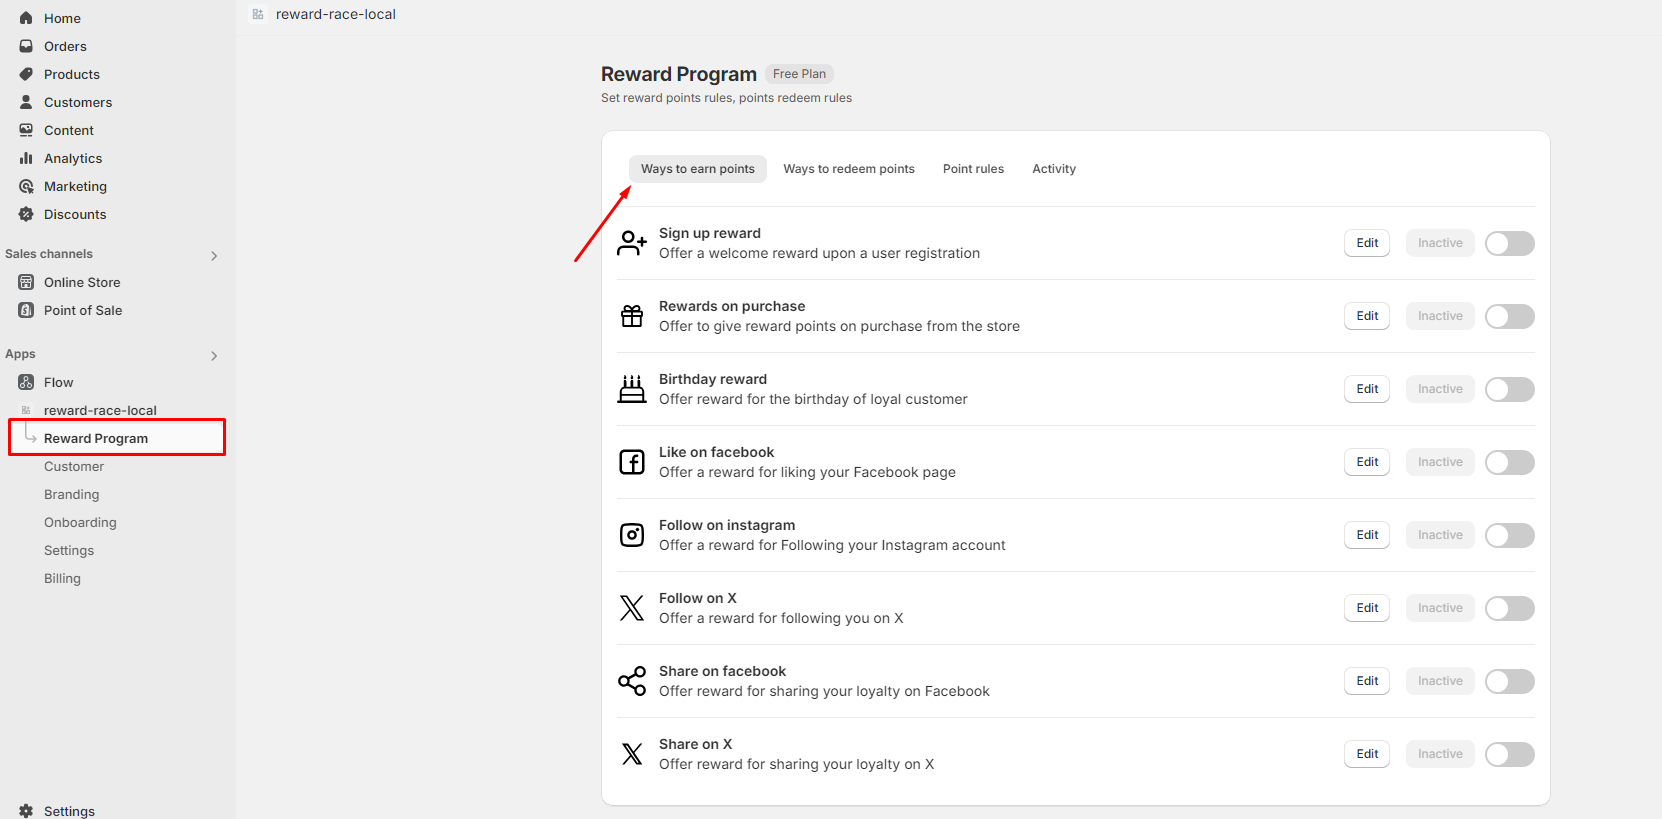 Home
Orders
Products
Customers
Content
Analytics
Marketing
Discounts
Sales channels
Online Store
Point of Sale
Apps
Flow
reward-race-local
Reward Program
Customer
Branding
Onboarding
Settings
Billing
Settings
reward-race-local
Reward Program Free Plan
Set reward points rules, points redeem rules
Ways to earn points Ways to redeem points Point rules Activity
Sign up reward
Offer a welcome reward upon a user registration
Edit Inactive
Rewards on purchase
Offer to give reward points on purchase from the store
Edit Inactive
Birthday reward
Offer reward for the birthday of loyal customer
Edit Inactive
Like on facebook
Offer a reward for liking your Facebook page
Edit Inactive
Follow on instagram
Offer a reward for Following your Instagram account
Edit Inactive
Follow on X
Offer a reward for following you on X
Edit Inactive
Share on facebook
Offer reward for sharing your loyalty on Facebook
Edit Inactive
Share on X
Offer reward for sharing your loyalty on X
Edit Inactive